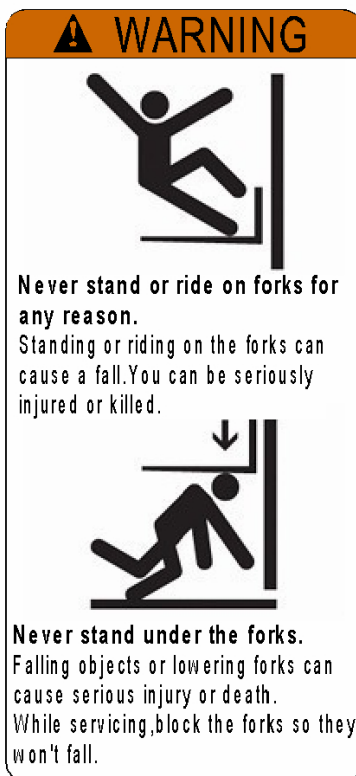 WARNING
Never stand or ride on forks for
any reason.
Standing or riding on the forks can
cause a fall.You can be seriously
injured or killed.
Never stand under the forks.
Falling objects or lowering forks can
cause serious injury or death.
While servicing,block the forks so they
won't fall.